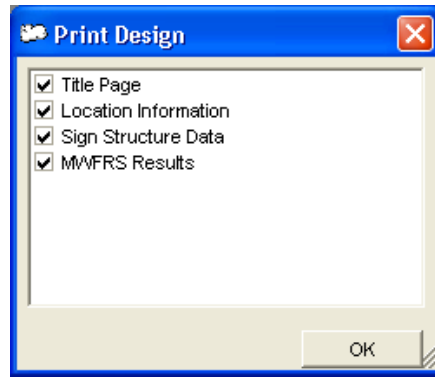 Print Design
Title Page
Location Information
Sign Structure Data
MWFRS Results
OK